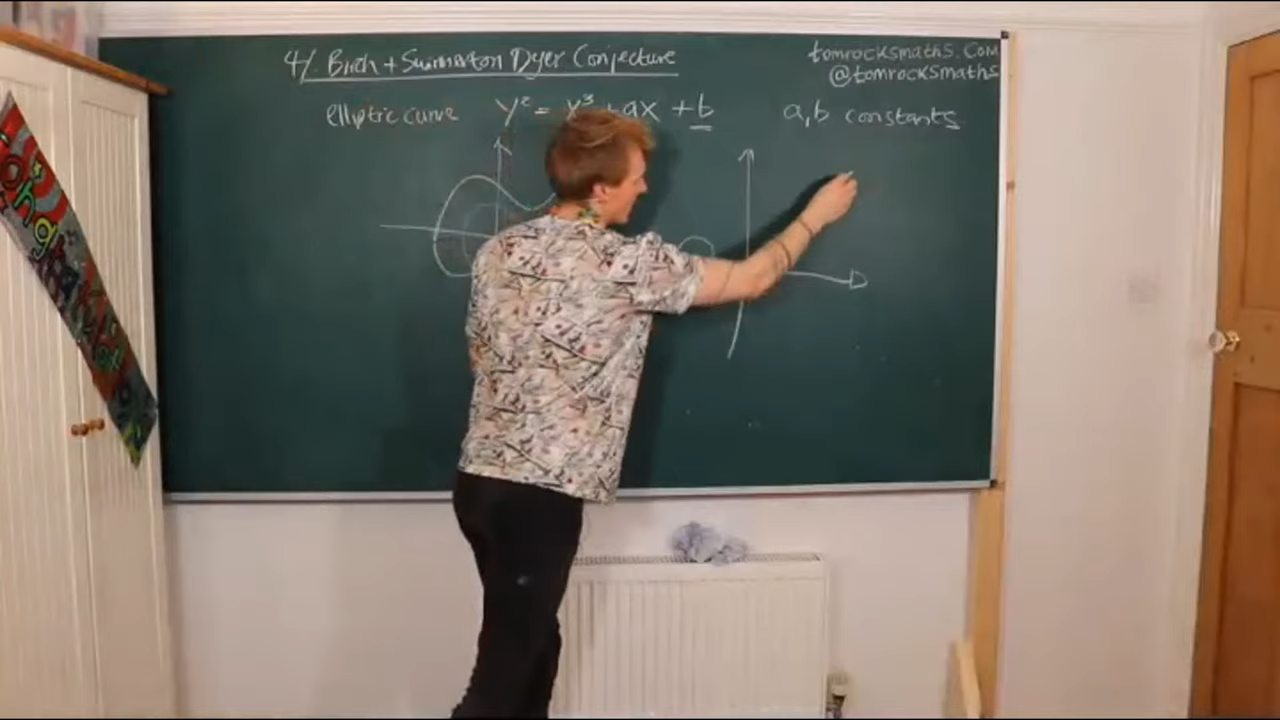 4/. Birch + Swinnerton Dyer Conjecture
tomrocksmaths.com
@tomrocksmaths
elliptic curve y² = x³ + ax + b a,b constants